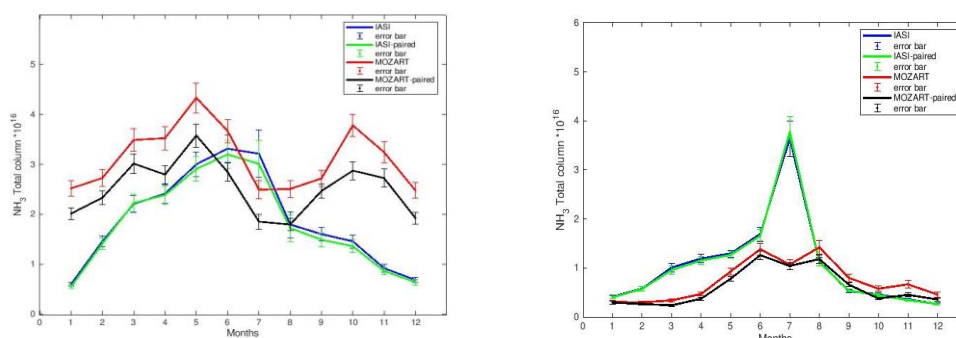 IASI
error bar
IASI-paired
error bar
MOZART
error bar
MOZART-paired
error bar
NH3 Total column *10^16
5
4
3
2
1
0
0 1 2 3 4 5 6 7 8 9 10 11 12
Months
IASI
error bar
IASI-paired
error bar
MOZART
error bar
MOZART-paired
error bar
NH3 Total column *10^16
6
5
4
3
2
1
0
0 1 2 3 4 5 6 7 8 9 10 11 12
Months